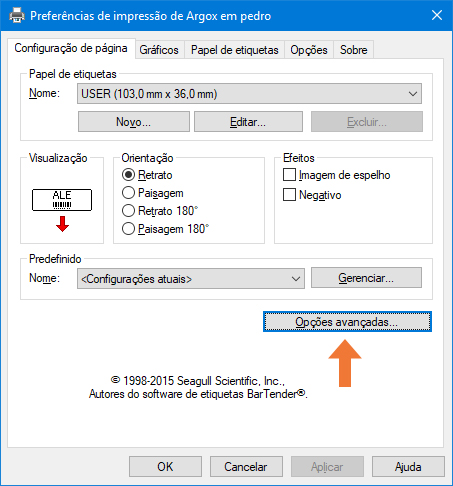 Preferências de impressão de Argox em pedro
Configuração de página
Gráficos
Papel de etiquetas
Opções
Sobre
Papel de etiquetas
Nome:
USER (103,0 mm x 36,0 mm)
Novo...
Editar...
Excluir...
Visualização
ALE
Orientação
Retrato
Paisagem
Retrato 180°
Paisagem 180°
Efeitos
Imagem de espelho
Negativo
Predefinido
Nome:
<Configurações atuais>
Gerenciar...
Opções avançadas...
© 1998-2015 Seagull Scientific, Inc.,
Autores do software de etiquetas BarTender®.
OK
Cancelar
Aplicar
Ajuda